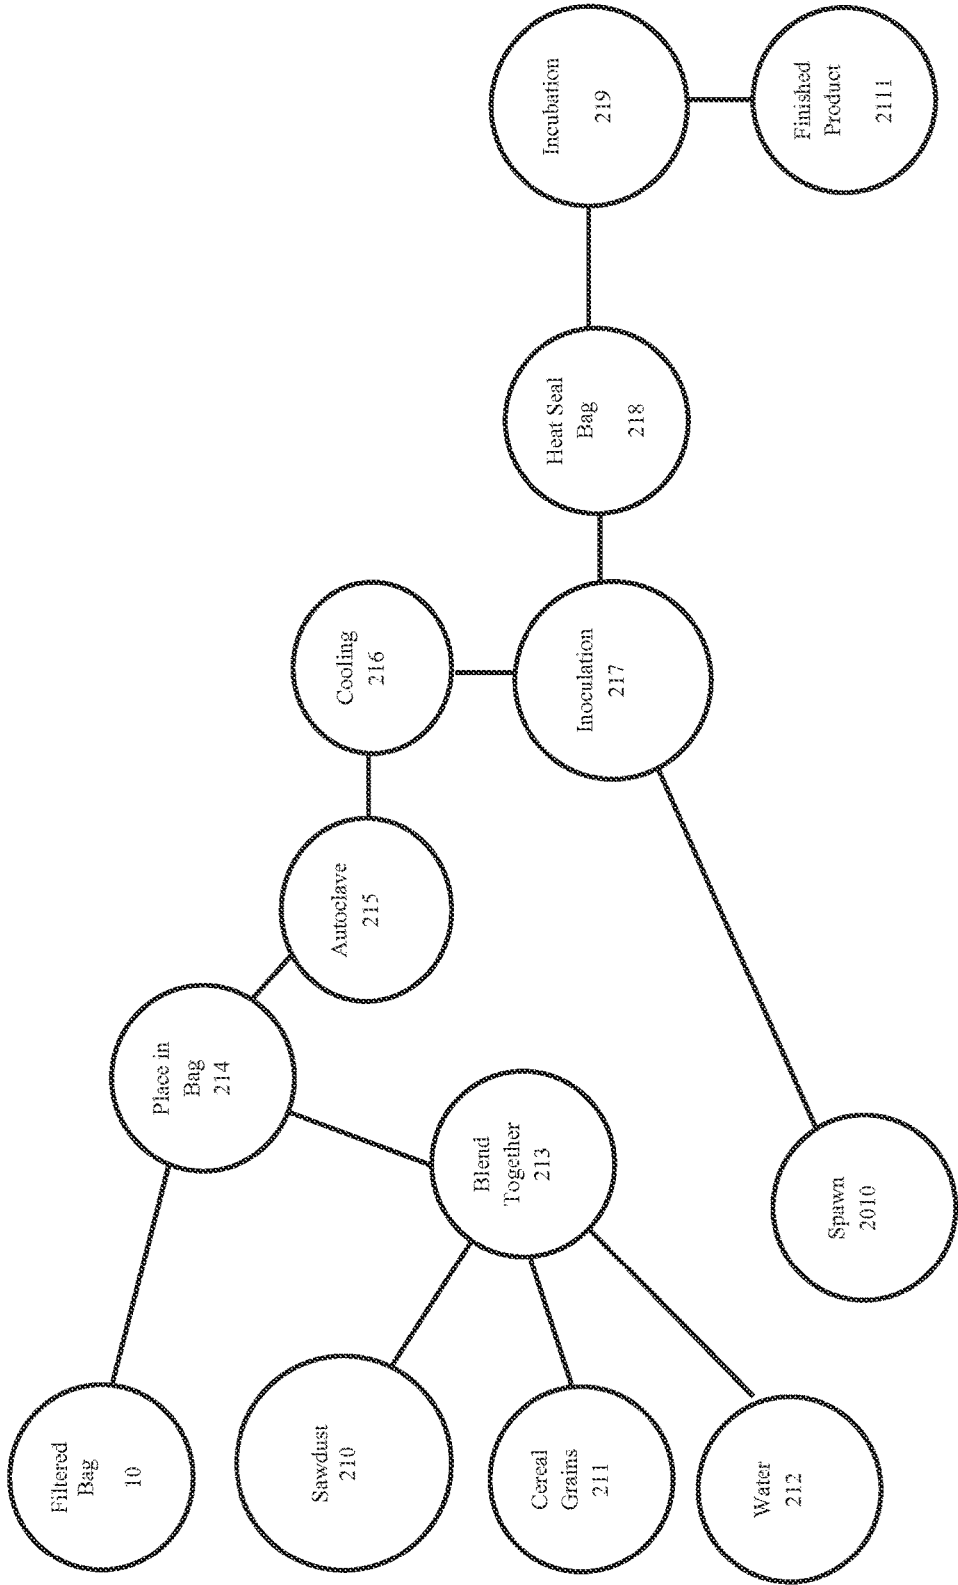 Filtered
Bag
10
Sawdust
210
Cereal
Grains
211
Water
212
Blend
Together
213
Place in
Bag
214
Autoclave
215
Cooling
216
Spawn
2010
Inoculation
217
Heat Seal
Bag
218
Incubation
219
Finished
Product
2111